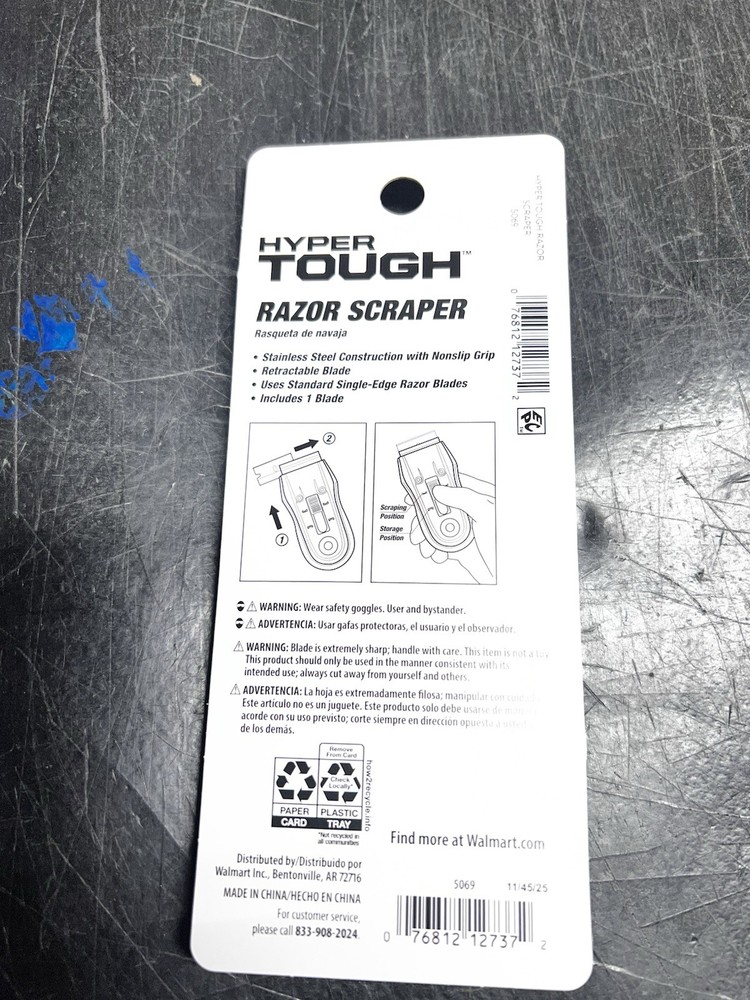 HYPER TOUGH RAZOR
SCRAPER
5069
HYPER
TOUGH™
RAZOR SCRAPER
Rasqueta de navaja
• Stainless Steel Construction with Nonslip Grip
• Retractable Blade
• Uses Standard Single-Edge Razor Blades
• Includes 1 Blade
0 76812 12737 2
EPC™
2
1
Scraping
Position
Storage
Position
WARNING: Wear safety goggles. User and bystander.
ADVERTENCIA: Usar gafas protectoras, el usuario y el observador.
WARNING: Blade is extremely sharp; handle with care. This item is not a toy.
This product should only be used in the manner consistent with its
intended use; always cut away from yourself and others.
ADVERTENCIA: La hoja es extremadamente filosa; manipular con cuidado.
Este artículo no es un juguete. Este producto solo debe usarse de manera
acorde con su uso previsto; corte siempre en dirección opuesta a usted
de los demás.
Remove
From Card
Check
Locally*
PAPER
CARD
PLASTIC
TRAY
how2recycle.info
*Not recycled in
all communities
Find more at Walmart.com
Distributed by/Distribuido por
Walmart Inc., Bentonville, AR 72716
MADE IN CHINA/HECHO EN CHINA
For customer service,
please call 833-908-2024.
5069 11/45/25
0 76812 12737 2